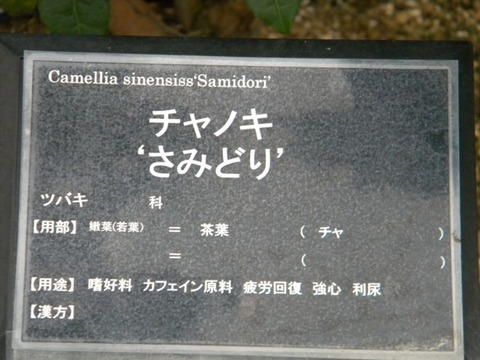 Camellia sinensiss‘Samidori’
チャノキ
‘さみどり’
ツバキ 科
【用部】 嫩葉(若葉) ＝ 茶葉 （ チャ ）
＝ （ ）
【用途】 嗜好料 カフェイン原料 疲労回復 強心 利尿
【漢方】